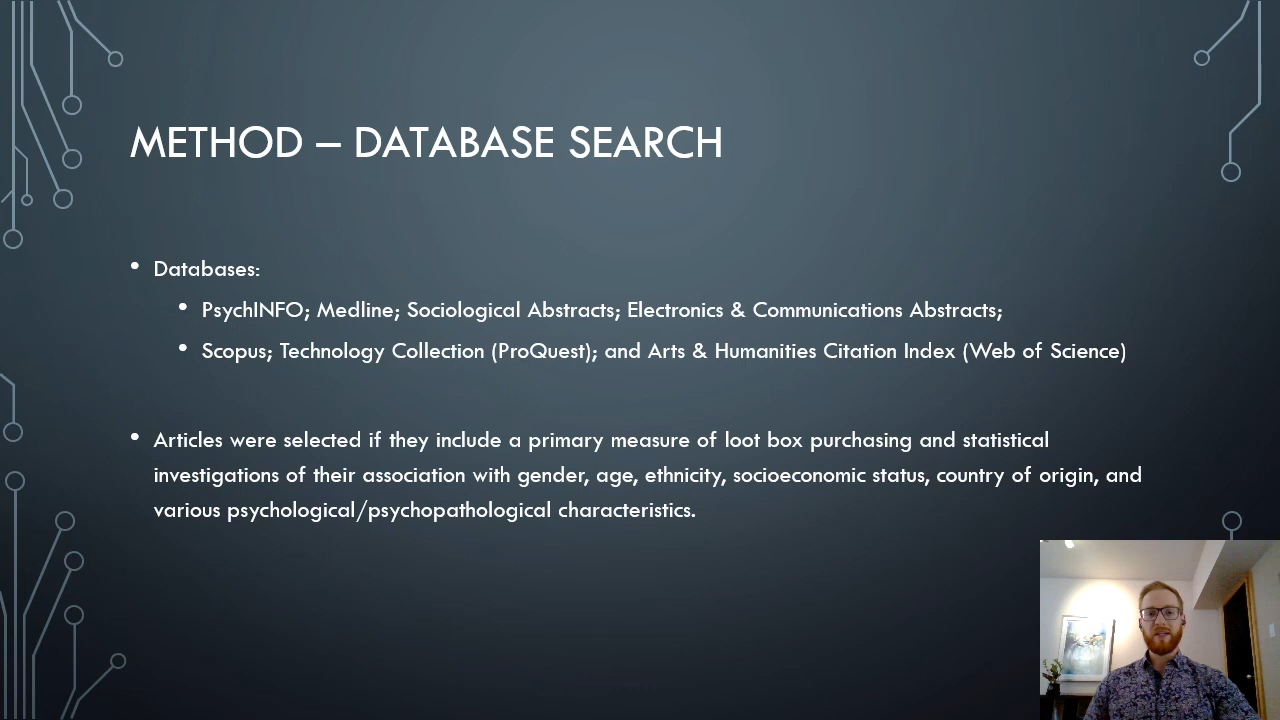 METHOD – DATABASE SEARCH
• Databases:
• PsychINFO; Medline; Sociological Abstracts; Electronics & Communications Abstracts;
• Scopus; Technology Collection (ProQuest); and Arts & Humanities Citation Index (Web of Science)
• Articles were selected if they include a primary measure of loot box purchasing and statistical
investigations of their association with gender, age, ethnicity, socioeconomic status, country of origin, and
various psychological/psychopathological characteristics.